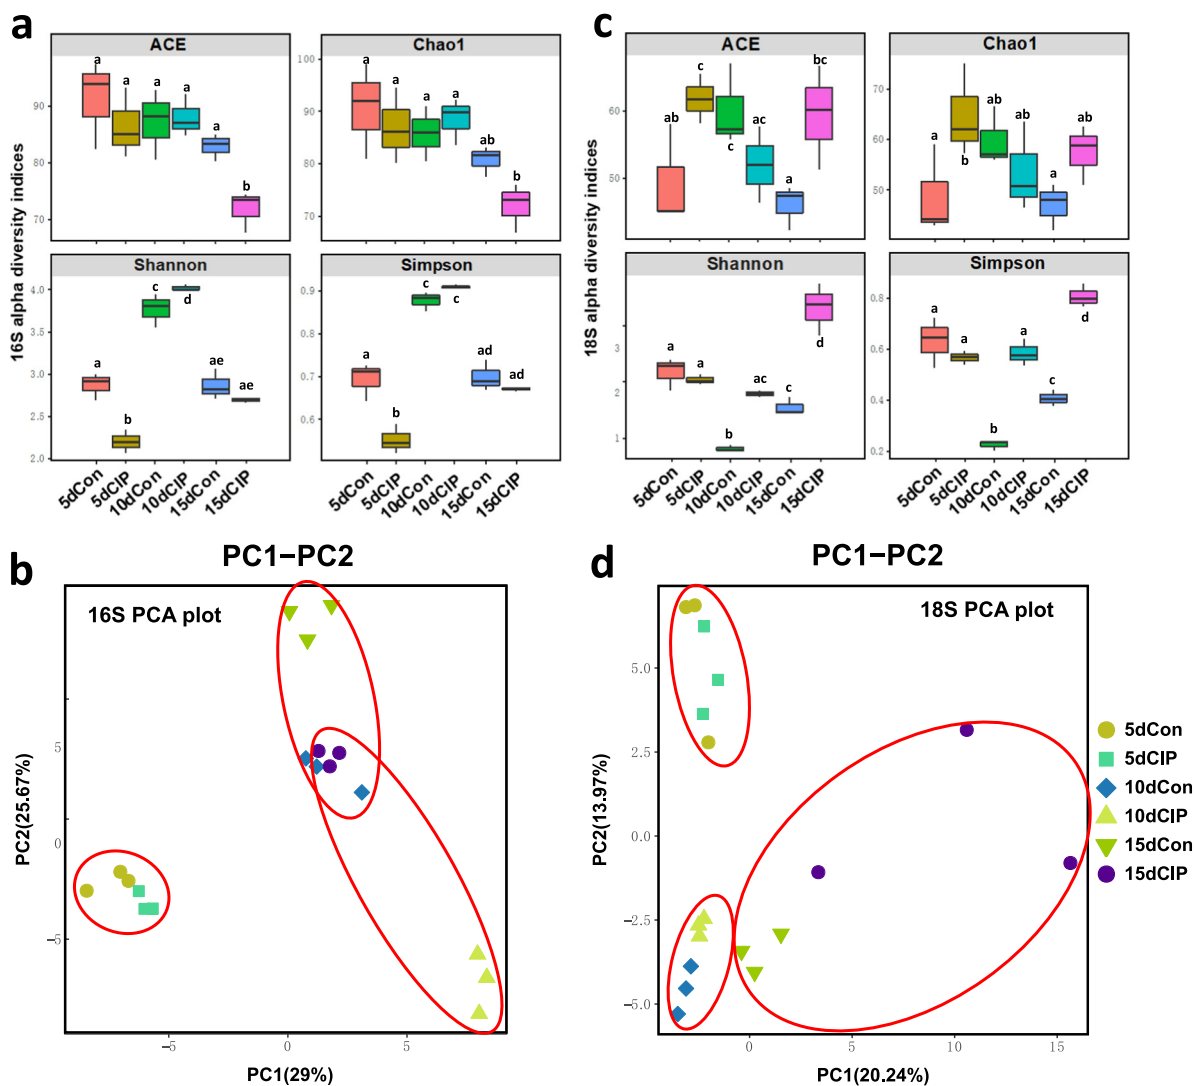 a
16S alpha diversity indices
ACE
90
80
70
a
a
a
a
a
b
Chao1
100
90
80
70
a
a
a
a
ab
b
Shannon
4.0
3.5
3.0
2.5
2.0
a
b
c
d
ae
ae
Simpson
0.9
0.8
0.7
0.6
a
b
c
c
ad
ad
5dCon
5dCIP
10dCon
10dCIP
15dCon
15dCIP
5dCon
5dCIP
10dCon
10dCIP
15dCon
15dCIP
c
18S alpha diversity indices
ACE
60
50
ab
c
c
ac
a
bc
Chao1
70
60
50
a
b
ab
ab
a
ab
Shannon
3
2
1
a
a
b
ac
c
d
Simpson
0.8
0.6
0.4
0.2
a
a
b
a
c
d
5dCon
5dCIP
10dCon
10dCIP
15dCon
15dCIP
5dCon
5dCIP
10dCon
10dCIP
15dCon
15dCIP
b
PC1−PC2
16S PCA plot
PC2(25.67%)
5
0
−5
−5
0
5
PC1(29%)
d
PC1−PC2
18S PCA plot
PC2(13.97%)
5.0
2.5
0.0
−2.5
−5.0
0
5
10
15
PC1(20.24%)
5dCon
5dCIP
10dCon
10dCIP
15dCon
15dCIP